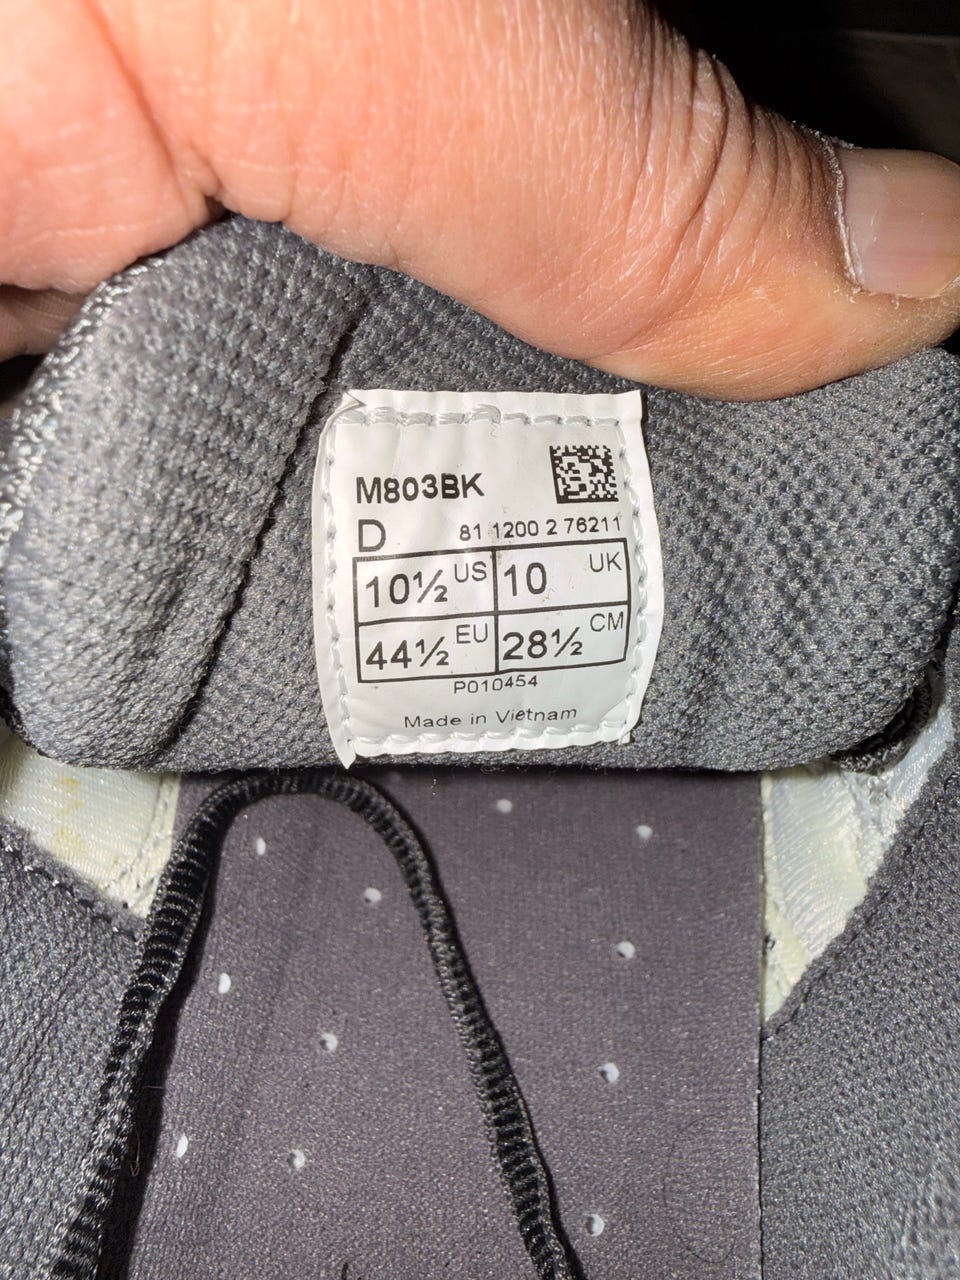 M803BK
D 81 1200 2 76211
10½ US 10 UK
44½ EU 28½ CM
P010454
Made in Vietnam